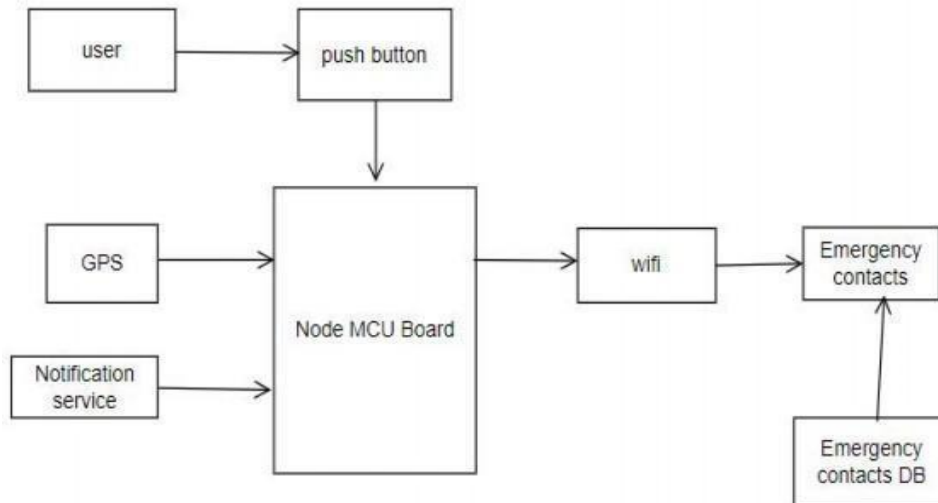 user
push button
GPS
wifi
Emergency
contacts
Node MCU Board
Notification
service
Emergency
contacts DB